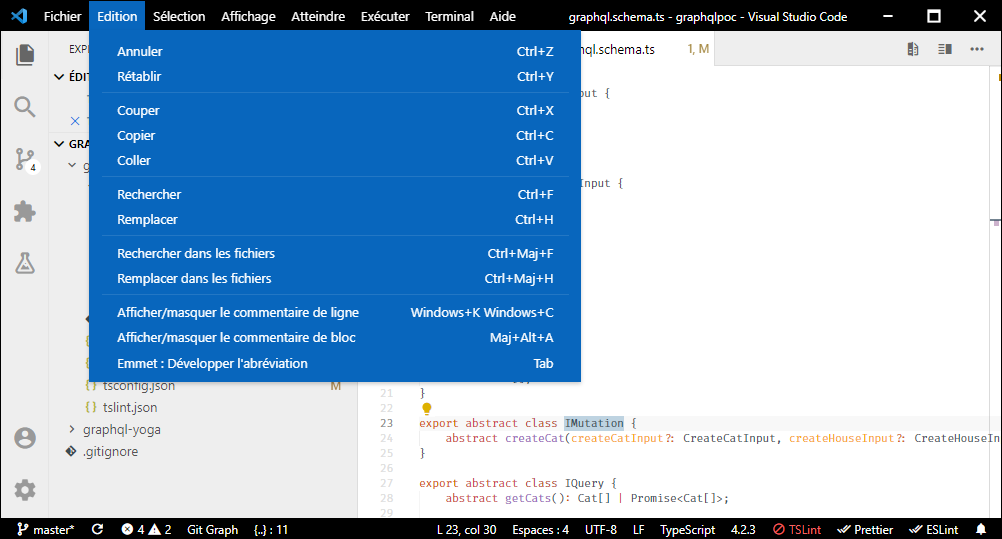 Fichier Edition Sélection Affichage Atteindre Exécuter Terminal Aide graphql.schema.ts - graphqlpoc - Visual Studio Code
Annuler Ctrl+Z
Rétablir Ctrl+Y
Couper Ctrl+X
Copier Ctrl+C
Coller Ctrl+V
Rechercher Ctrl+F
Remplacer Ctrl+H
Rechercher dans les fichiers Ctrl+Maj+F
Remplacer dans les fichiers Ctrl+Maj+H
Afficher/masquer le commentaire de ligne Windows+K Windows+C
Afficher/masquer le commentaire de bloc Maj+Alt+A
Emmet : Développer l'abréviation Tab
EXP
ÉDIT
4
GRA
g
tsconfig.json M
tslint.json
graphql-yoga
.gitignore
hql.schema.ts 1, M
ut {
Input {
21 }
22
23 export abstract class IMutation {
24 abstract createCat(createCatInput?: CreateCatInput, createHouseInput?: CreateHouseIn
25 }
26
27 export abstract class IQuery {
28 abstract getCats(): Cat[] | Promise<Cat[]>;
master* 4 2 Git Graph {..} : 11 L 23, col 30 Espaces : 4 UTF-8 LF TypeScript 4.2.3 TSLint Prettier ESLint